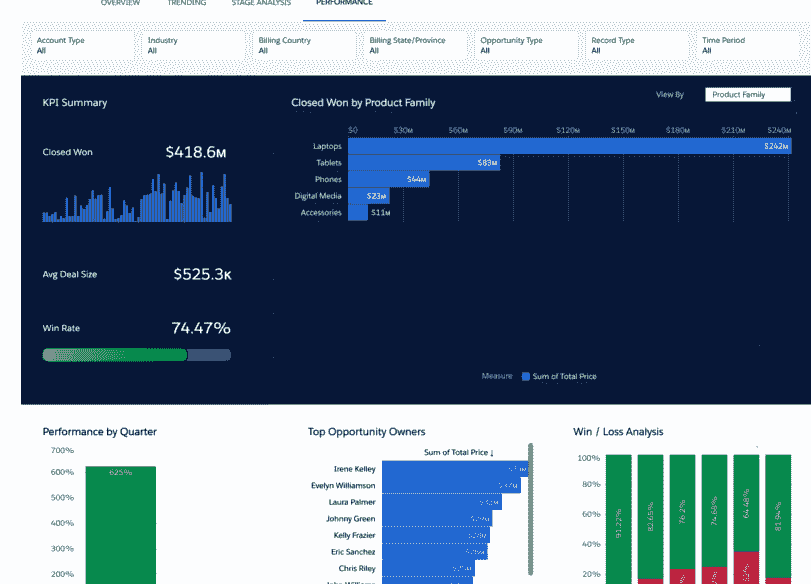 OVERVIEW TRENDING STAGE ANALYSIS PERFORMANCE
Account Type Industry Billing Country Billing State/Province Opportunity Type Record Type Time Period
All All All All All All All
KPI Summary
Closed Won $418.6M
Avg Deal Size $525.3K
Win Rate 74.47%
Closed Won by Product Family
View By Product Family
$0 $30M $60M $90M $120M $150M $180M $210M $240M
Laptops $242M
Tablets $83M
Phones $44M
Digital Media $23M
Accessories $11M
Measure Sum of Total Price
Performance by Quarter
700%
600%
500%
400%
300%
200%
625%
Top Opportunity Owners
Sum of Total Price ↓
Irene Kelley
Evelyn Williamson
Laura Palmer
Johnny Green
Kelly Frazier
Eric Sanchez
Chris Riley
Win / Loss Analysis
100%
80%
60%
40%
20%
91.22% 82.65% 76.2% 74.68% 64.48% 81.94%